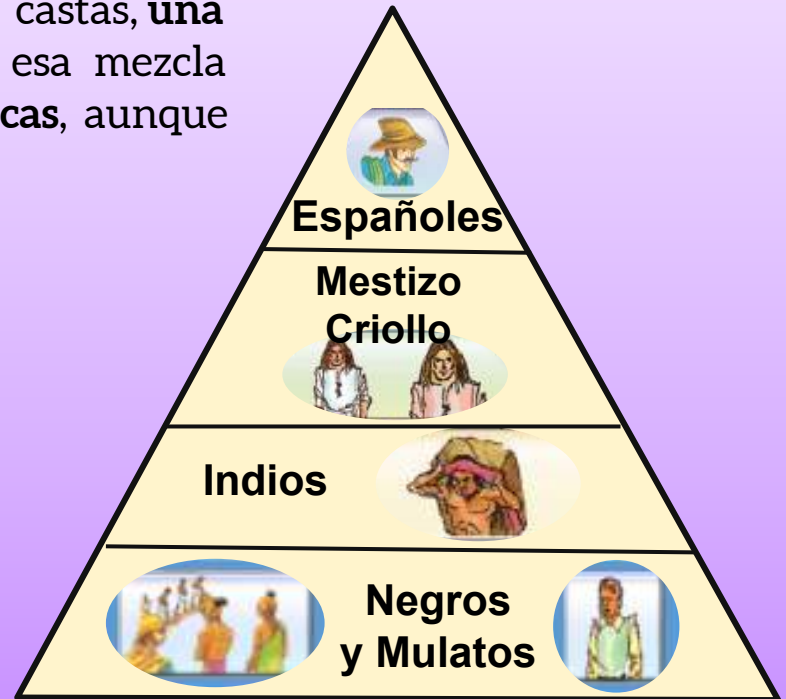 castas, una
esa mezcla
cas, aunque
Españoles
Mestizo
Criollo
Indios
Negros
y Mulatos